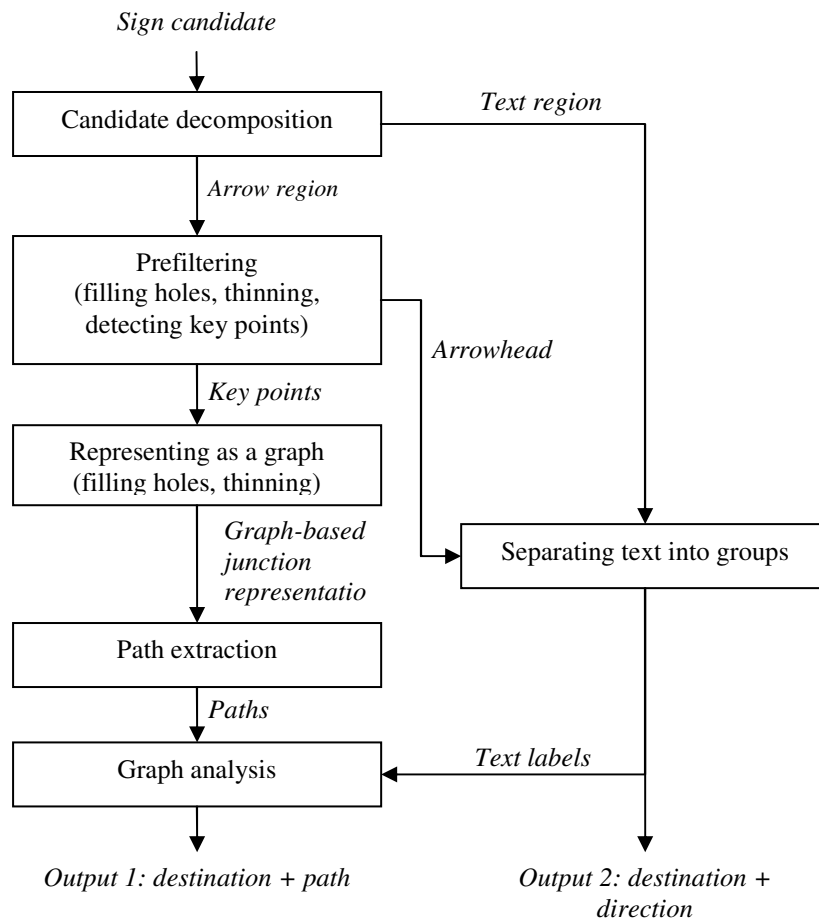 Sign candidate
Candidate decomposition
Text region
Arrow region
Prefiltering
(filling holes, thinning,
detecting key points)
Arrowhead
Key points
Representing as a graph
(filling holes, thinning)
Graph-based
junction
representatio
Separating text into groups
Path extraction
Paths
Graph analysis
Text labels
Output 1: destination + path
Output 2: destination +
direction